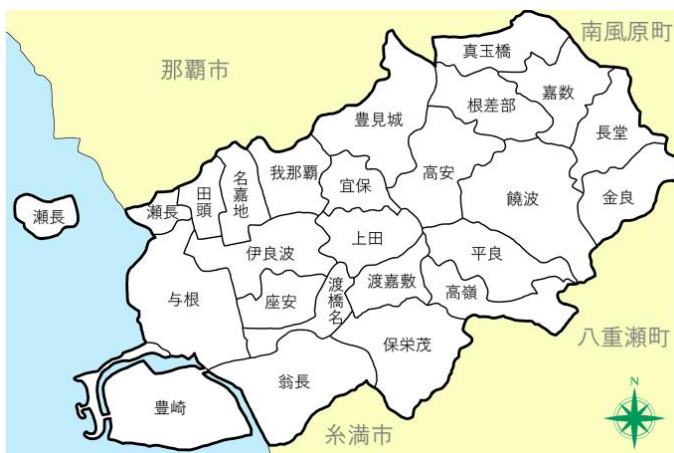 南風原町
真玉橋
那覇市
嘉数
根差部
豊見城
長堂
我那覇
高安
名嘉地
宜保
田頭
饒波
金良
瀬長
瀬長
上田
伊良波
平良
渡嘉敷
高嶺
渡橋名
座安
与根
八重瀬町
保栄茂
翁長
豊崎
糸満市
N